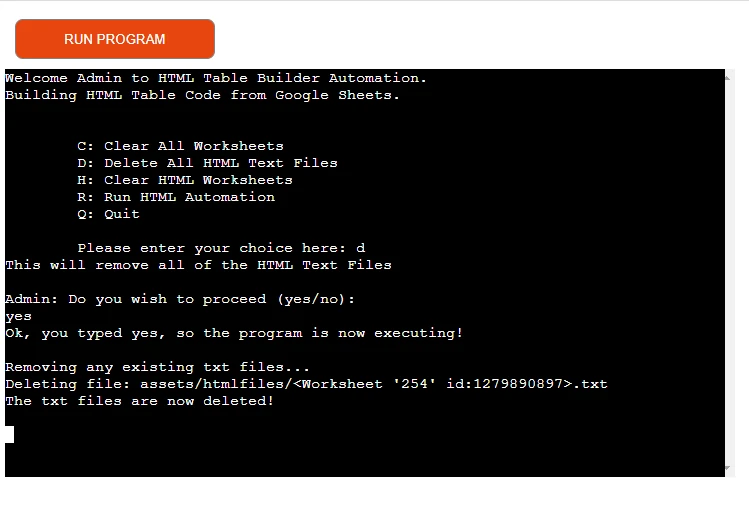 RUN PROGRAM
Welcome Admin to HTML Table Builder Automation.
Building HTML Table Code from Google Sheets.
C: Clear All Worksheets
D: Delete All HTML Text Files
H: Clear HTML Worksheets
R: Run HTML Automation
Q: Quit
Please enter your choice here: d
This will remove all of the HTML Text Files
Admin: Do you wish to proceed (yes/no):
yes
Ok, you typed yes, so the program is now executing!
Removing any existing txt files...
Deleting file: assets/htmlfiles/<Worksheet '254' id:1279890897>.txt
The txt files are now deleted!